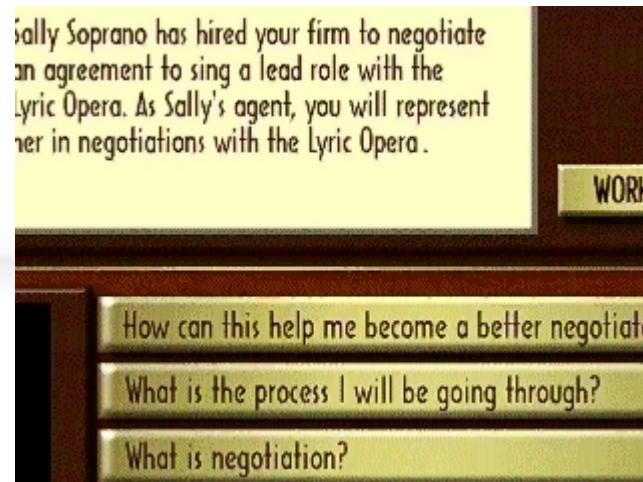 Sally Soprano has hired your firm to negotiate
an agreement to sing a lead role with the
Lyric Opera. As Sally's agent, you will represent
her in negotiations with the Lyric Opera.
WORK
How can this help me become a better negotiat
What is the process I will be going through?
What is negotiation?